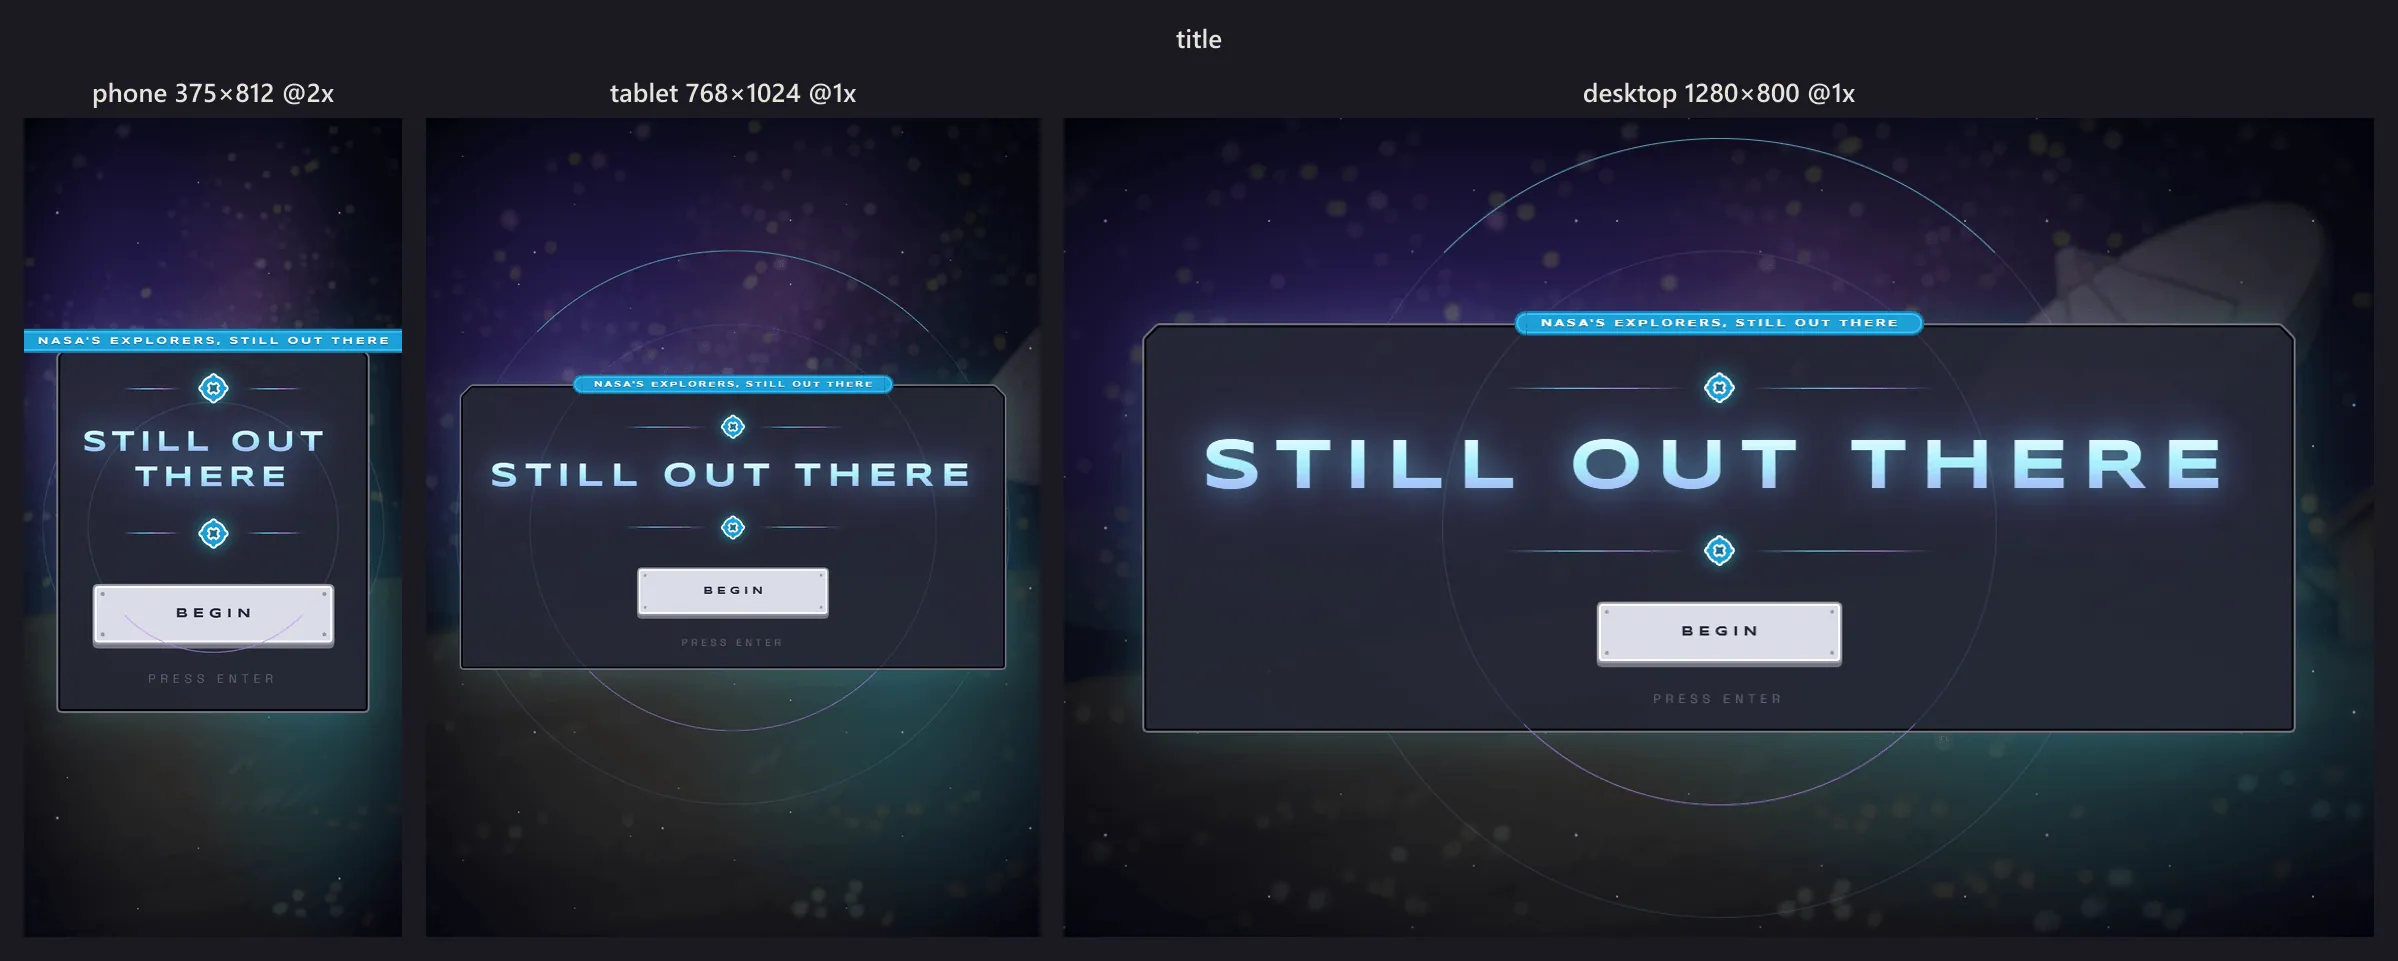 title
phone 375×812 @2x
NASA'S EXPLORERS, STILL OUT THERE
STILL OUT
THERE
BEGIN
PRESS ENTER
tablet 768×1024 @1x
NASA'S EXPLORERS, STILL OUT THERE
STILL OUT THERE
BEGIN
PRESS ENTER
desktop 1280×800 @1x
NASA'S EXPLORERS, STILL OUT THERE
STILL OUT THERE
BEGIN
PRESS ENTER